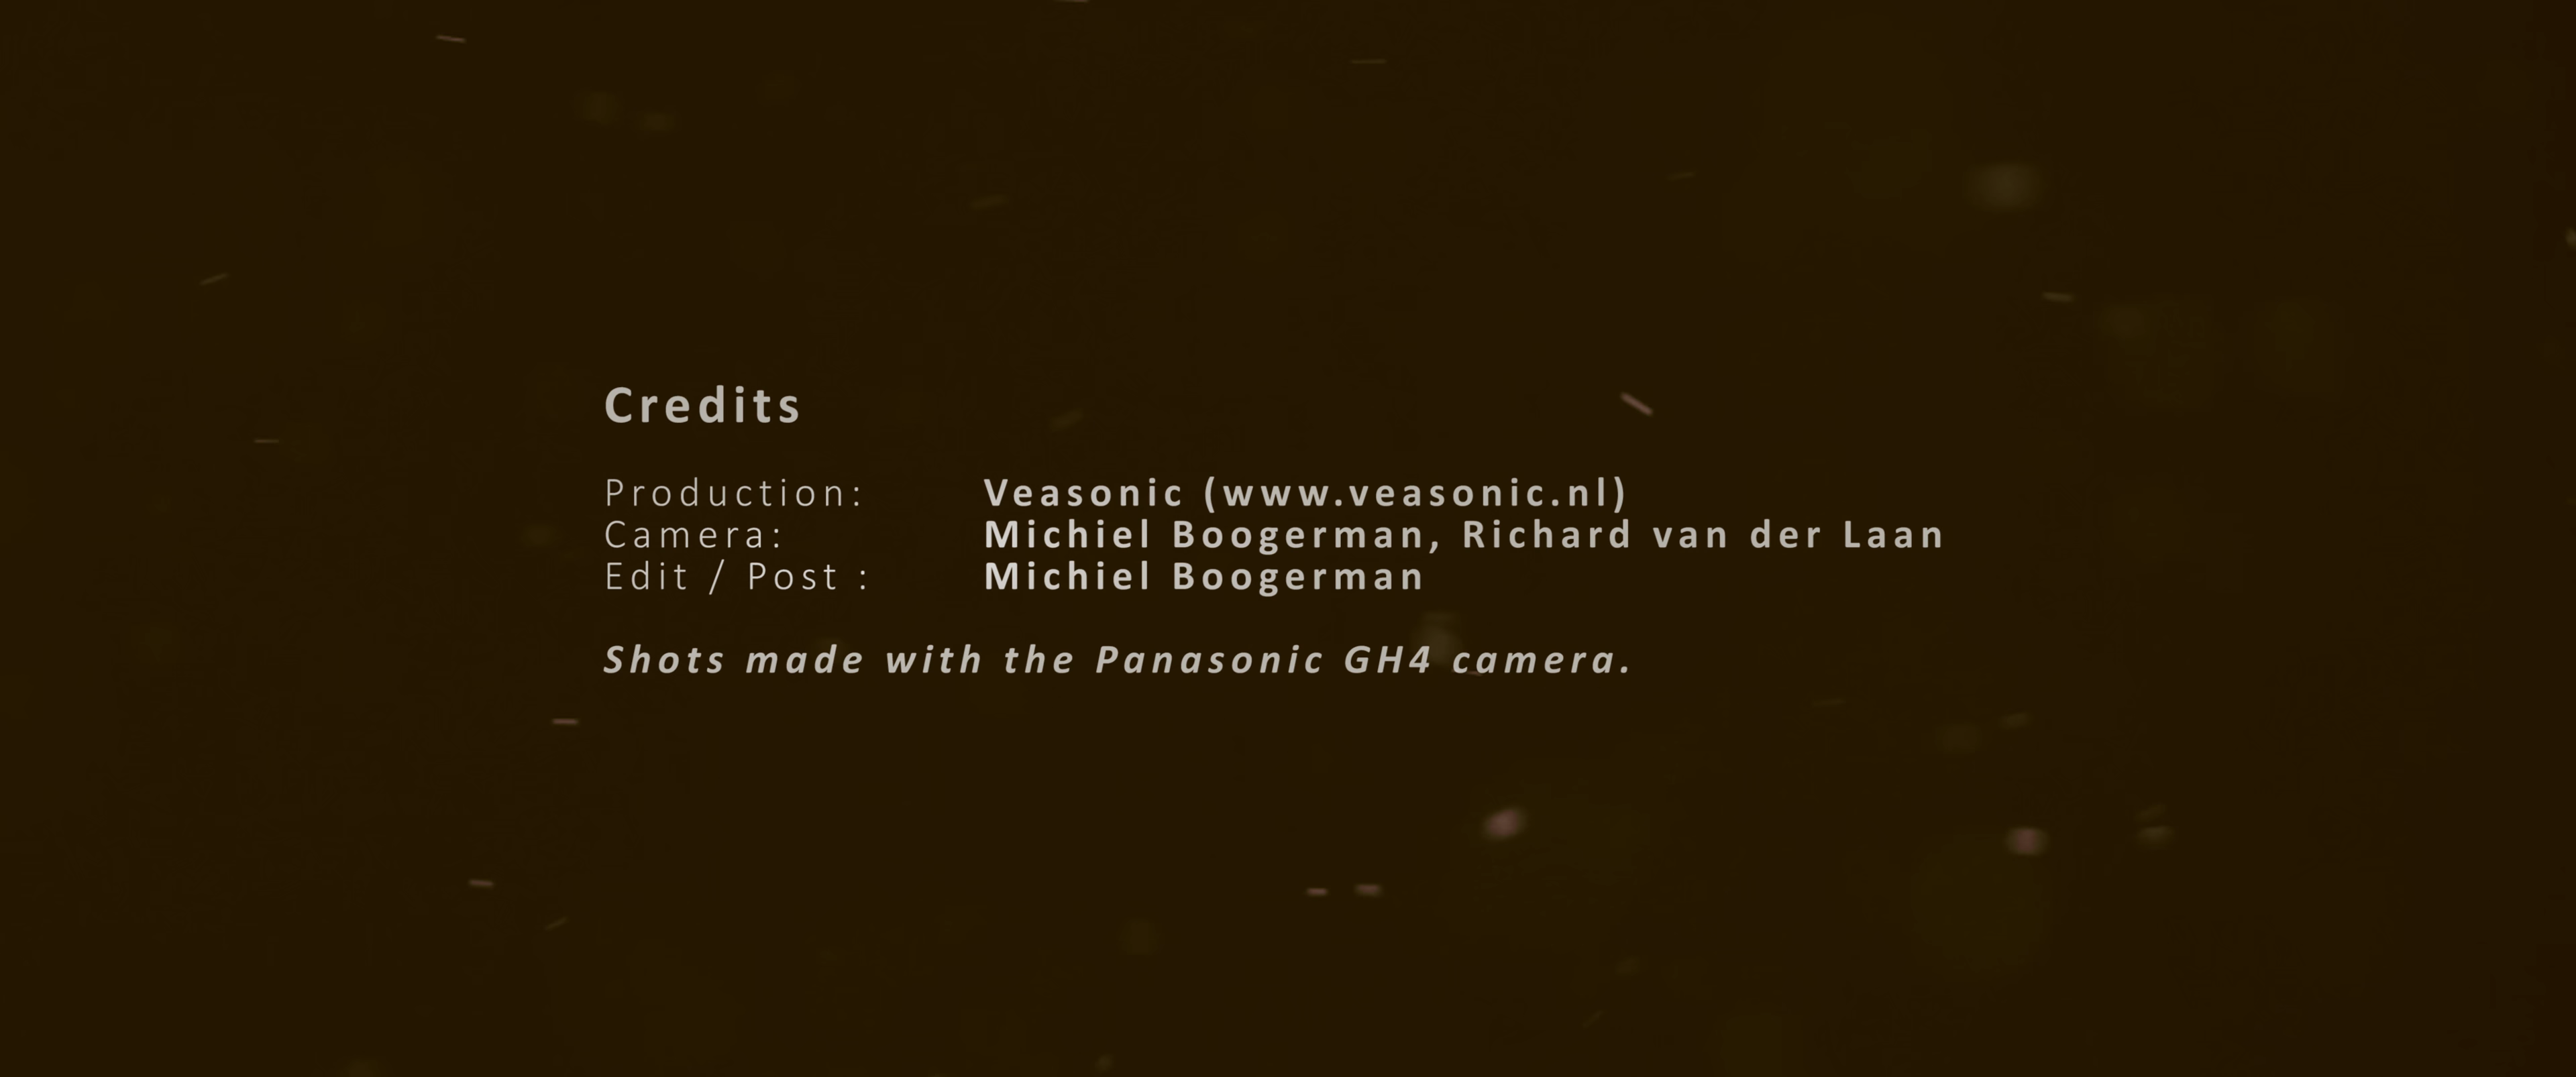 Credits
Production: Veasonic (www.veasonic.nl)
Camera: Michiel Boogerman, Richard van der Laan
Edit / Post : Michiel Boogerman
Shots made with the Panasonic GH4 camera.